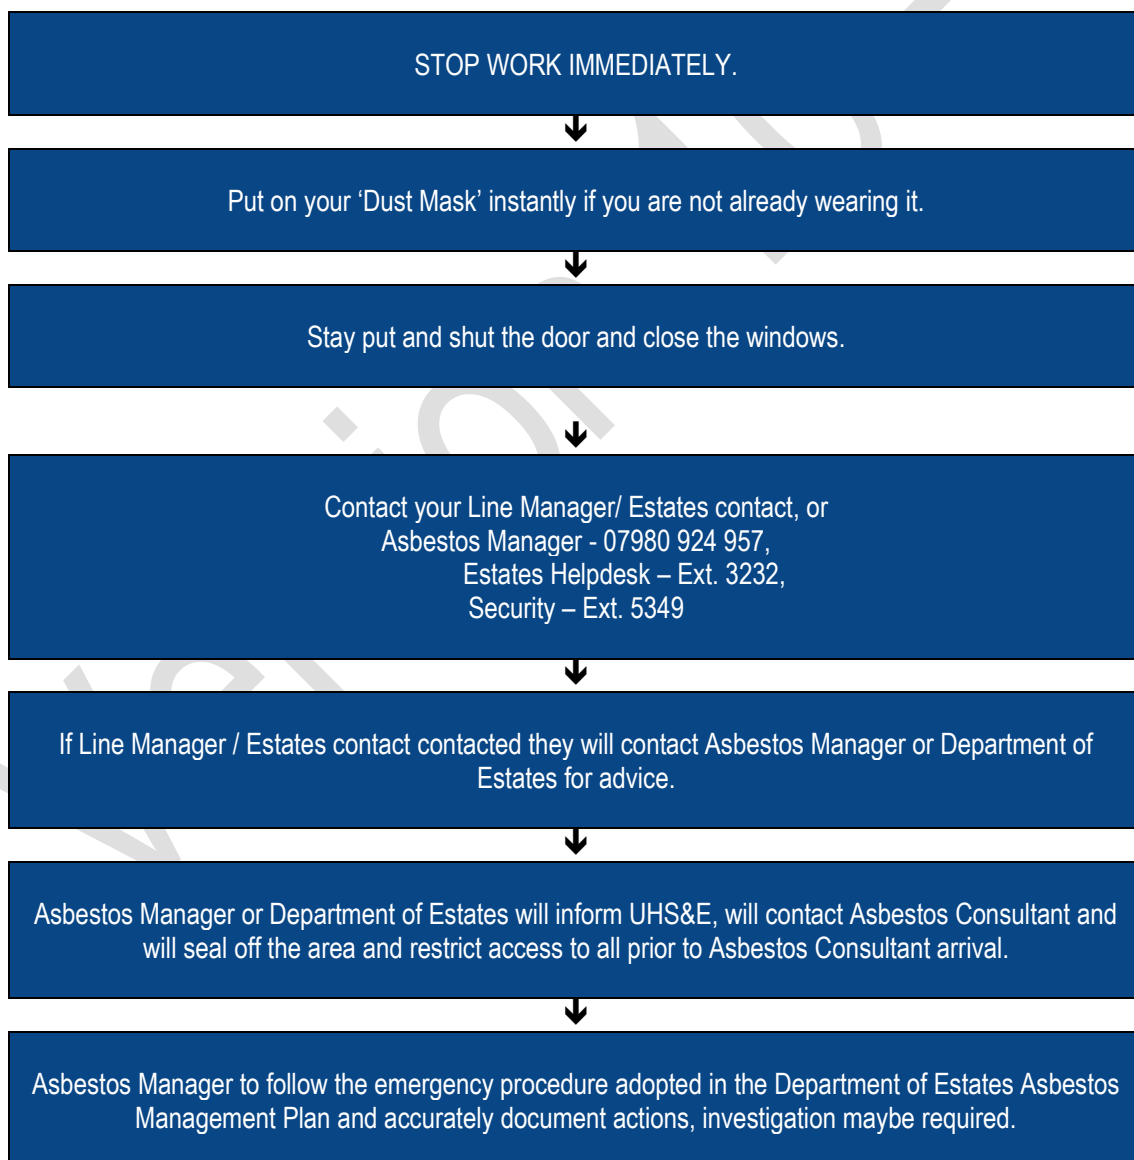 STOP WORK IMMEDIATELY.
Put on your ‘Dust Mask’ instantly if you are not already wearing it.
Stay put and shut the door and close the windows.
Contact your Line Manager/ Estates contact, or
Asbestos Manager - 07980 924 957,
Estates Helpdesk – Ext. 3232,
Security – Ext. 5349
If Line Manager / Estates contact contacted they will contact Asbestos Manager or Department of
Estates for advice.
Asbestos Manager or Department of Estates will inform UHS&E, will contact Asbestos Consultant and
will seal off the area and restrict access to all prior to Asbestos Consultant arrival.
Asbestos Manager to follow the emergency procedure adopted in the Department of Estates Asbestos
Management Plan and accurately document actions, investigation maybe required.